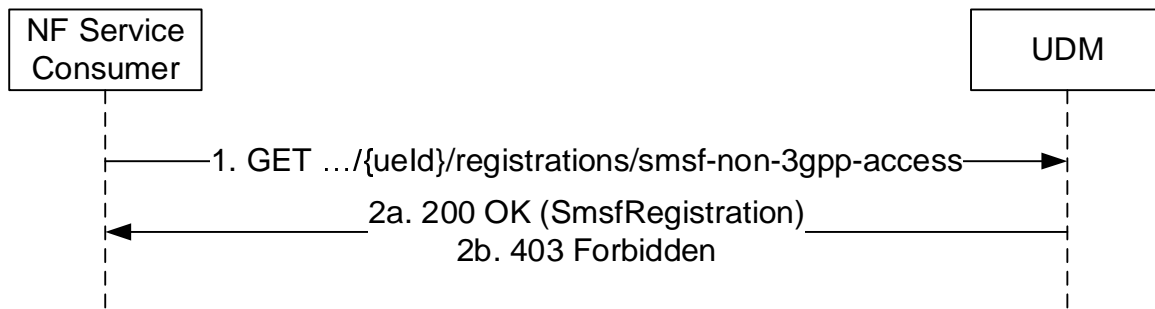 NF Service
Consumer
UDM
1. GET …/{ueId}/registrations/smsf-non-3gpp-access
2a. 200 OK (SmsfRegistration)
2b. 403 Forbidden